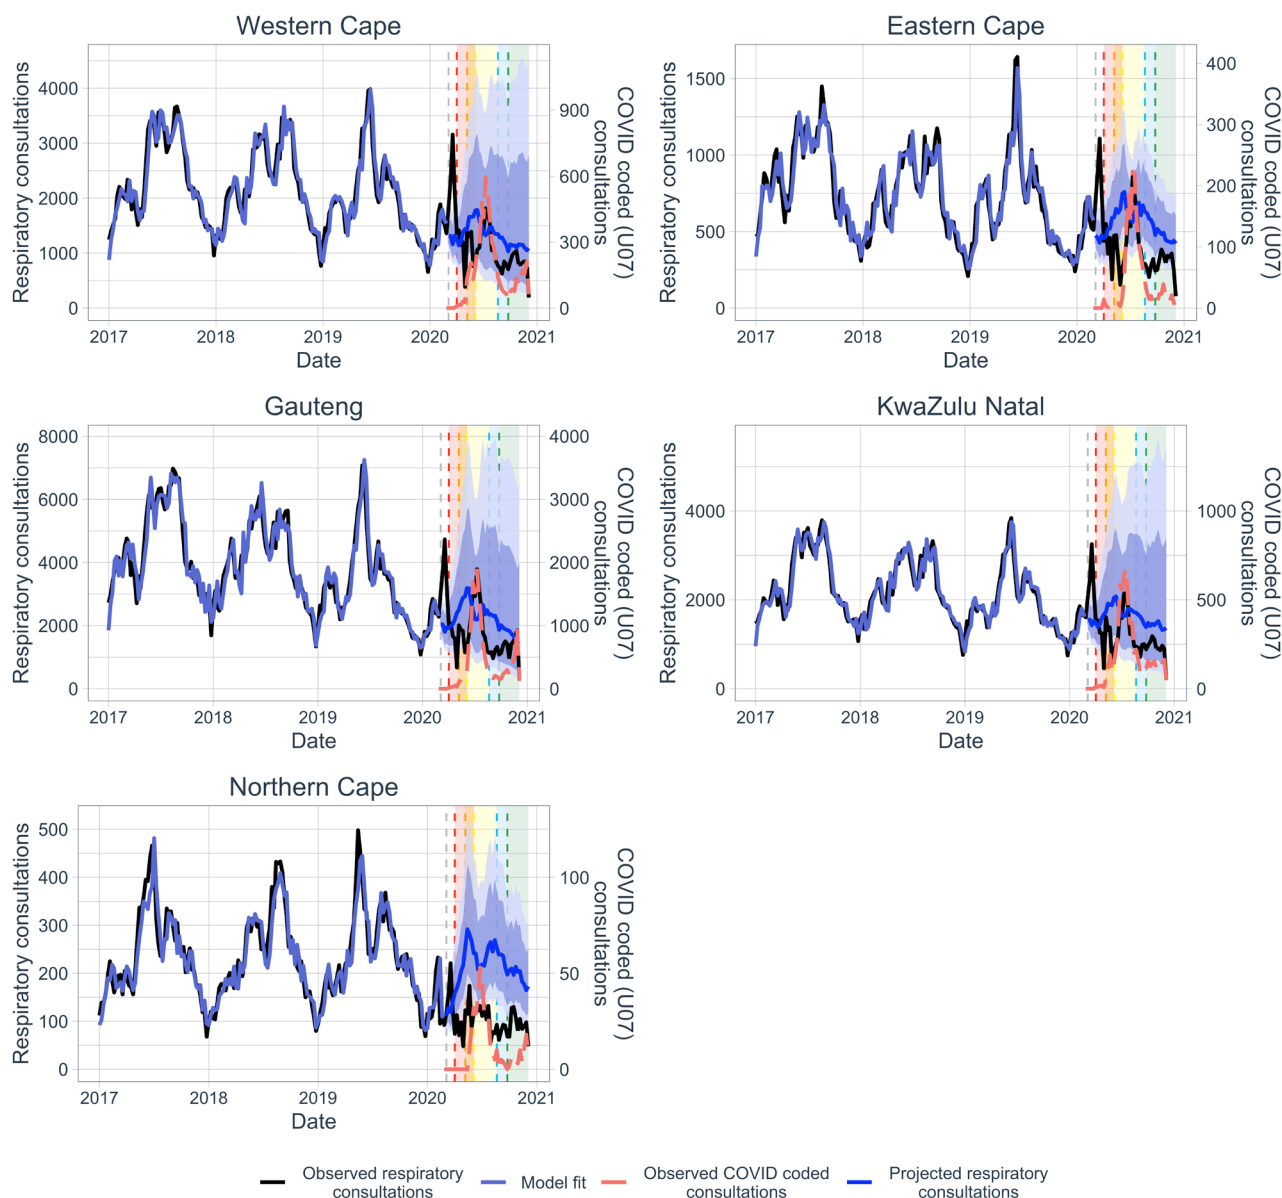 Western Cape
Respiratory consultations
4000
3000
2000
1000
0
900
600
300
0
COVID coded (U07)
consultations
2017
2018
2019
2020
2021
Date
Eastern Cape
Respiratory consultations
1500
1000
500
0
400
300
200
100
0
COVID coded (U07)
consultations
2017
2018
2019
2020
2021
Date
Gauteng
Respiratory consultations
8000
6000
4000
2000
0
4000
3000
2000
1000
0
COVID coded (U07)
consultations
2017
2018
2019
2020
2021
Date
KwaZulu Natal
Respiratory consultations
4000
2000
0
1000
500
0
COVID coded (U07)
consultations
2017
2018
2019
2020
2021
Date
Northern Cape
Respiratory consultations
500
400
300
200
100
0
100
50
0
COVID coded (U07)
consultations
2017
2018
2019
2020
2021
Date
Observed respiratory
consultations
Model fit
Observed COVID coded
consultations
Projected respiratory
consultations